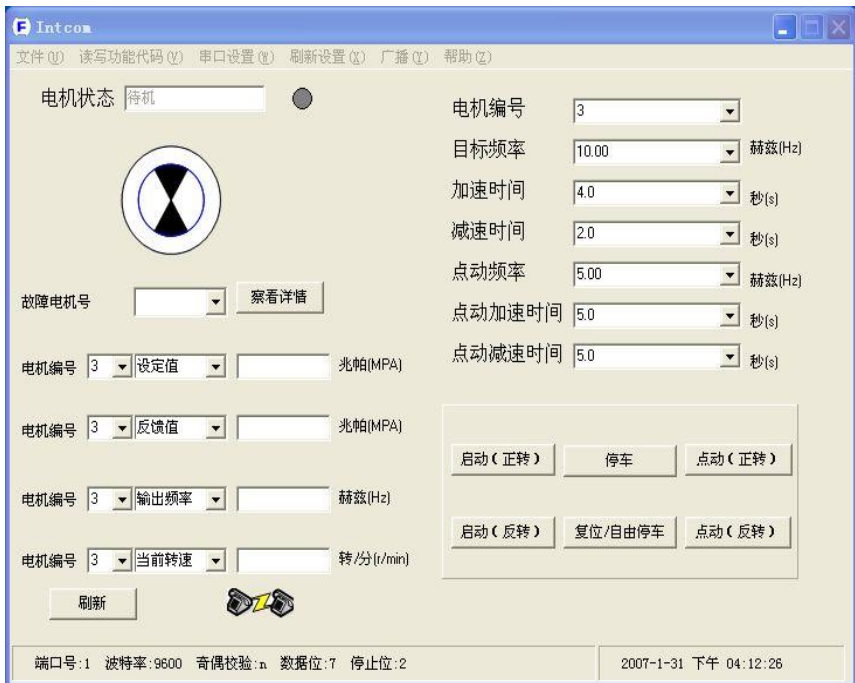 Intcom
文件(U) 读写功能代码(V) 串口设置(W) 刷新设置(X) 广播(Y) 帮助(Z)
电机状态 待机
电机编号 3
目标频率 10.00 赫兹(Hz)
加速时间 4.0 秒(s)
减速时间 2.0 秒(s)
点动频率 5.00 赫兹(Hz)
点动加速时间 5.0 秒(s)
点动减速时间 5.0 秒(s)
故障电机号 察看详情
电机编号 3 设定值 兆帕(MPA)
电机编号 3 反馈值 兆帕(MPA)
电机编号 3 输出频率 赫兹(Hz)
电机编号 3 当前转速 转/分(r/min)
启动(正转) 停车 点动(正转)
启动(反转) 复位/自由停车 点动(反转)
刷新
端口号:1 波特率:9600 奇偶校验:n 数据位:7 停止位:2
2007-1-31 下午 04:12:26